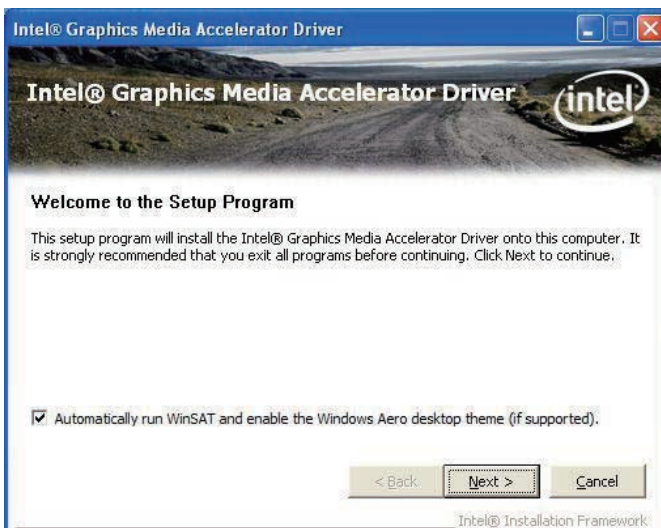 Intel® Graphics Media Accelerator Driver
Intel® Graphics Media Accelerator Driver
intel
Welcome to the Setup Program
This setup program will install the Intel® Graphics Media Accelerator Driver onto this computer. It
is strongly recommended that you exit all programs before continuing. Click Next to continue.
Automatically run WinSAT and enable the Windows Aero desktop theme (if supported).
< Back
Next >
Cancel
Intel® Installation Framework